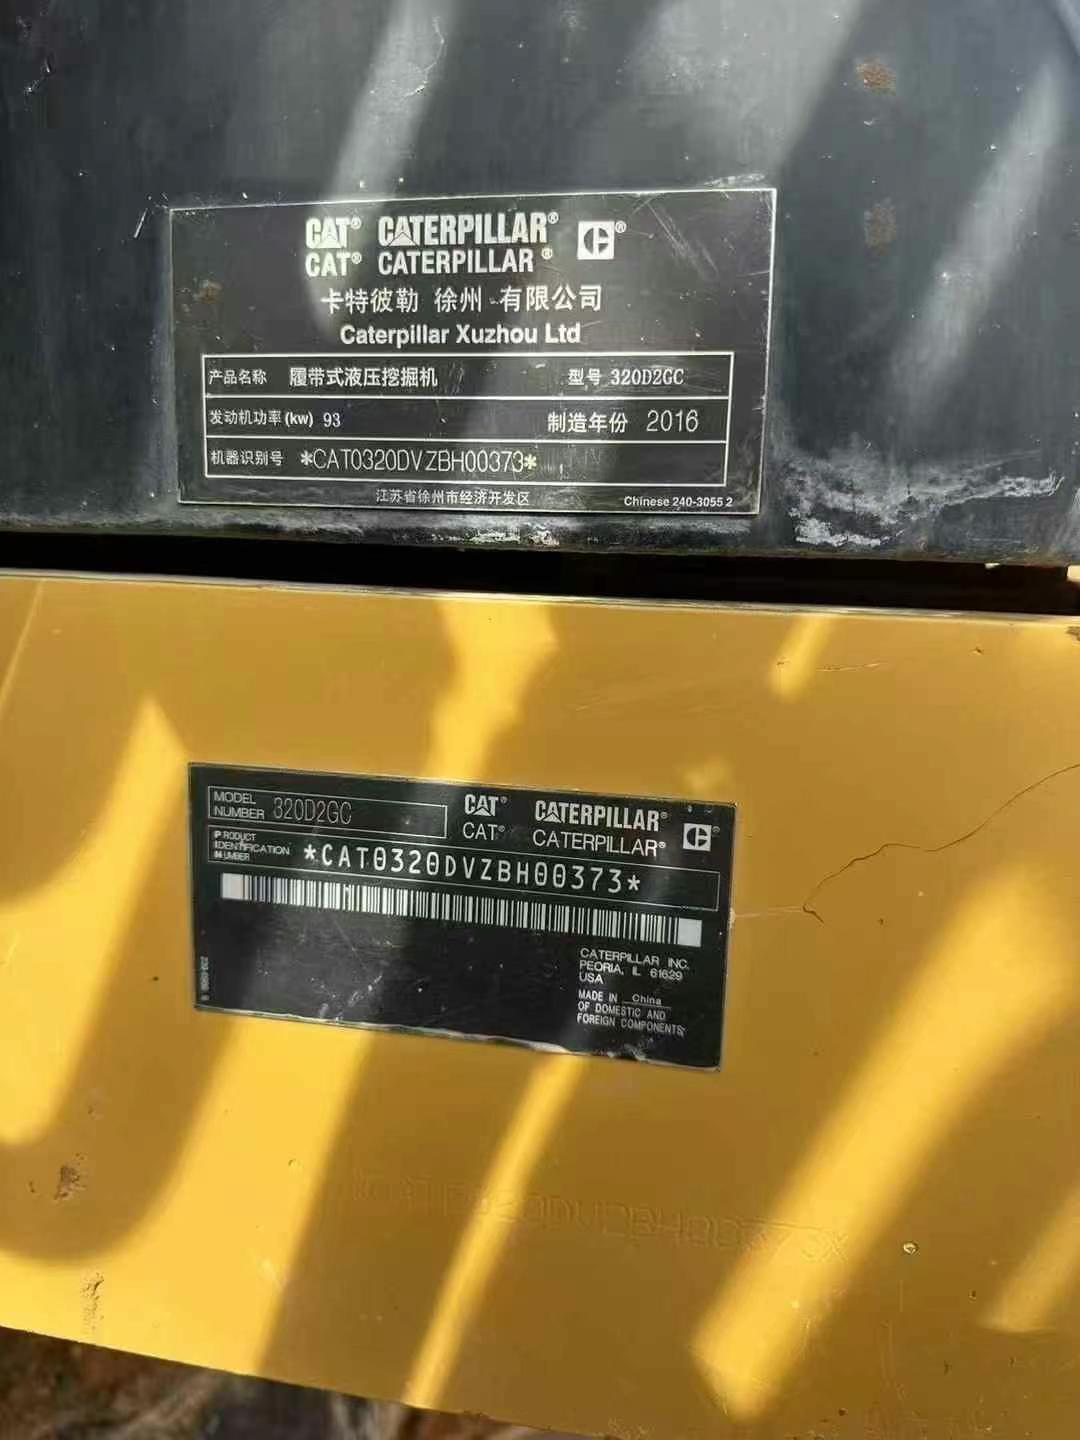 CAT® CATERPILLAR® C®
CAT® CATERPILLAR®
卡特彼勒 徐州 有限公司
Caterpillar Xuzhou Ltd
产品名称 履带式液压挖掘机 型号 320D2GC
发动机功率(kw) 93 制造年份 2016
机器识别号 *CAT0320DVZBH00373*
江苏省徐州市经济开发区 Chinese 240-3055 2
MODEL NUMBER 320D2GC
CAT® CATERPILLAR® C®
CAT® CATERPILLAR®
PRODUCT IDENTIFICATION NUMBER *CAT0320DVZBH00373*
CATERPILLAR INC.
PEORIA, IL 61629
USA
MADE IN China
OF DOMESTIC AND
FOREIGN COMPONENTS
*CAT0320DVZBH00373*